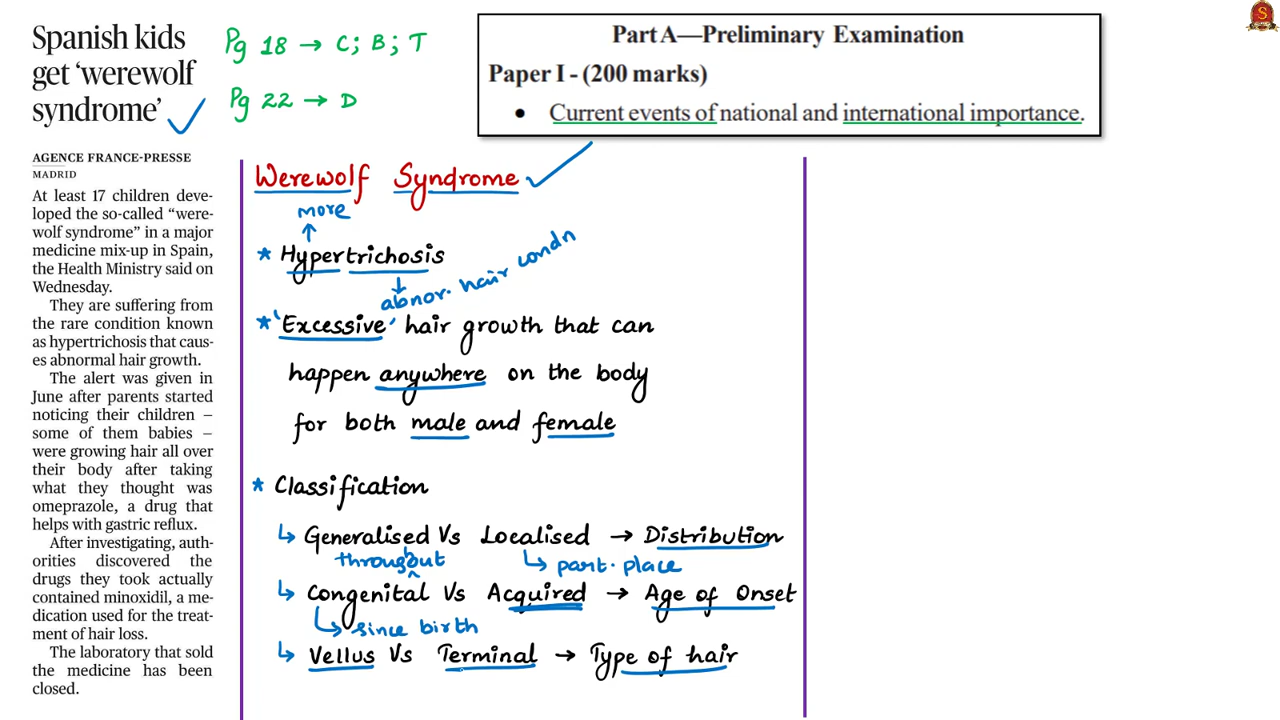 Spanish kids
get ‘werewolf
syndrome’
Pg 18 → C; B; T
Pg 22 → D
Part A—Preliminary Examination
Paper I - (200 marks)
• Current events of national and international importance.
AGENCE FRANCE-PRESSE
MADRID
At least 17 children deve-
loped the so-called “were-
wolf syndrome” in a major
medicine mix-up in Spain,
the Health Ministry said on
Wednesday.
They are suffering from
the rare condition known
as hypertrichosis that caus-
es abnormal hair growth.
The alert was given in
June after parents started
noticing their children –
some of them babies –
were growing hair all over
their body after taking
what they thought was
omeprazole, a drug that
helps with gastric reflux.
After investigating, auth-
orities discovered the
drugs they took actually
contained minoxidil, a me-
dication used for the treat-
ment of hair loss.
The laboratory that sold
the medicine has been
closed.
Werewolf Syndrome
more
* Hypertrichosis
abnor. hair condn
* ‘Excessive’ hair growth that can
happen anywhere on the body
for both male and female
* Classification
↳ Generalised Vs Localised → Distribution
throughout ↳ part. place
↳ Congenital Vs Acquired → Age of Onset
↳ since birth
↳ Vellus Vs Terminal → Type of hair